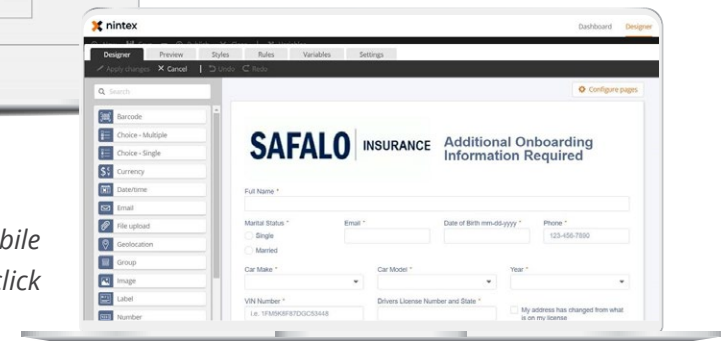 nintex
Dashboard Designer
Designer Preview Styles Rules Variables Settings
Apply changes Cancel | Undo Redo
Search
Configure pages
Barcode
Choice - Multiple
Choice - Single
Currency
Date/time
Email
File upload
Geolocation
Group
Image
Label
Number
SAFALO INSURANCE
Additional Onboarding
Information Required
Full Name *
Marital Status *
Single
Married
Email *
Date of Birth mm-dd-yyyy *
Phone *
123-456-7890
Car Make *
Car Model *
Year *
VIN Number *
i.e. 1FM5K8F87DGC53448
Drivers License Number and State *
My address has changed from what
is on my license
bile
click